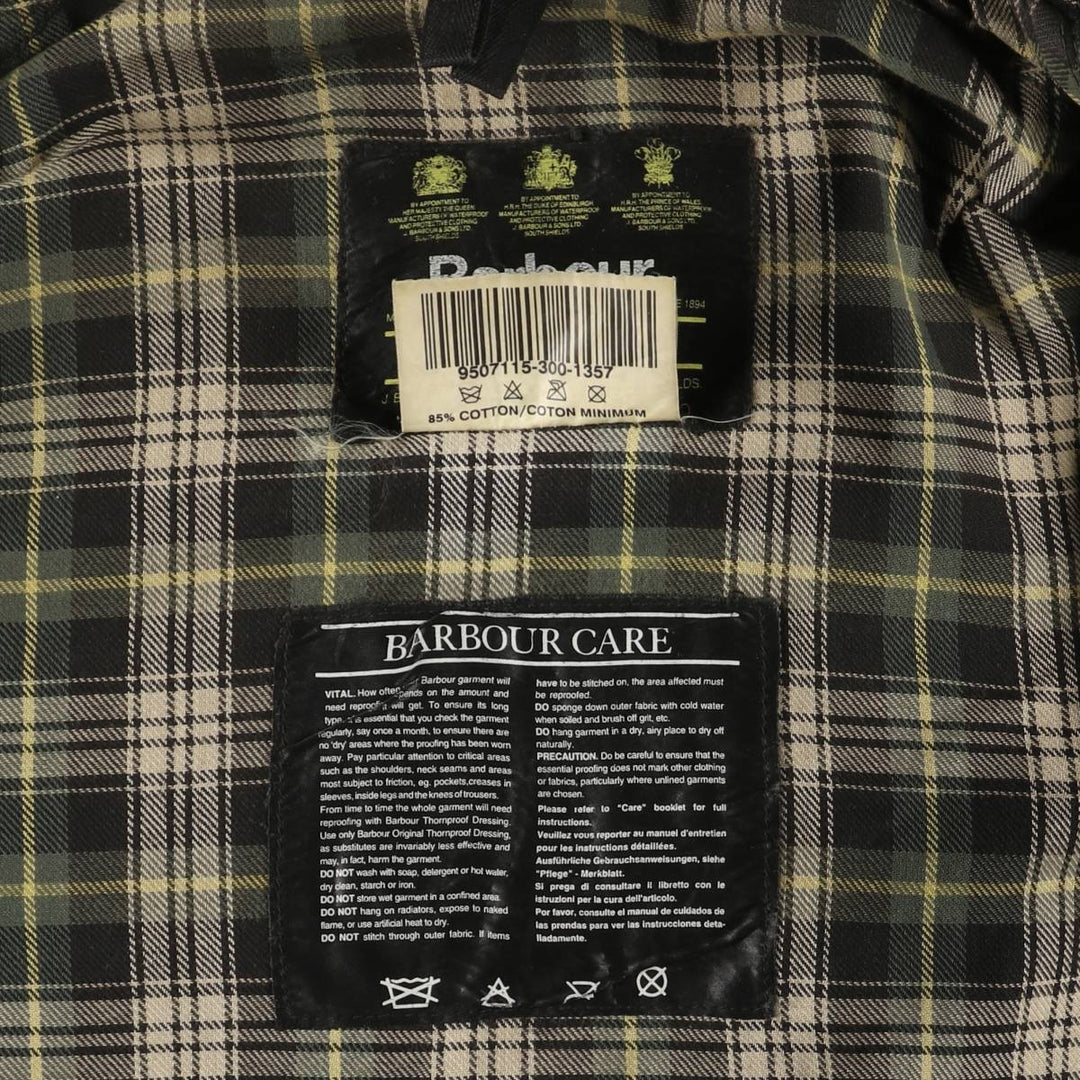 BY APPOINTMENT TO
HER MAJESTY THE QUEEN
MANUFACTURERS OF WATERPROOF
AND PROTECTIVE CLOTHING
J. BARBOUR & SONS LTD.
SOUTH SHIELDS
BY APPOINTMENT TO
H.R.H. THE DUKE OF EDINBURGH
MANUFACTURERS OF WATERPROOF
AND PROTECTIVE CLOTHING
J. BARBOUR & SONS LTD.
SOUTH SHIELDS
BY APPOINTMENT TO
H.R.H. THE PRINCE OF WALES
MANUFACTURERS OF WATERPROOF
AND PROTECTIVE CLOTHING
J. BARBOUR & SONS LTD
SOUTH SHIELDS
Barbour
1894
9507115-300-1357
85% COTTON/COTON MINIMUM
BARBOUR CARE
Barbour garment will
VITAL. How often depends on the amount and
need it will get. To ensure its long
is essential that you check the garment
regularly, say once a month, to ensure there are
no 'dry' areas where the proofing has been worn
away. Pay particular attention to critical areas
such as the shoulders, neck seams and areas
most subject to friction, eg. pockets,creases in
sleeves, inside legs and the knees of trousers.
From time to time the whole garment will need
reproofing with Barbour Thornproof Dressing.
Use only Barbour Original Thornproof Dressing,
as substitutes are invariably less effective and
may, in fact, harm the garment.
DO NOT wash with soap, detergent or hot water,
dry clean, starch or iron.
DO NOT store wet garment in a confined area.
DO NOT hang on radiators, expose to naked
flame, or use artificial heat to dry.
DO NOT stitch through outer fabric. If items
have to be stitched on, the area affected must
be reproofed.
DO sponge down outer fabric with cold water
when soiled and brush off grit, etc.
DO hang garment in a dry, airy place to dry off
naturally.
PRECAUTION. Do be careful to ensure that the
essential proofing does not mark other clothing
or fabrics, particularly where unlined garments
are chosen.
Please refer to "Care" booklet for full
instructions.
Veuillez vous reporter au manuel d'entretien
pour les instructions détaillées.
Ausführliche Gebrauchsanweisungen, siehe
"Pflege" - Merkblatt.
Si prega di consultare il libretto con le
istruzioni per la cura dell'articolo.
Por favor, consulte el manual de cuidados de
las prendas para ver las instrucciones deta-
lladamente.